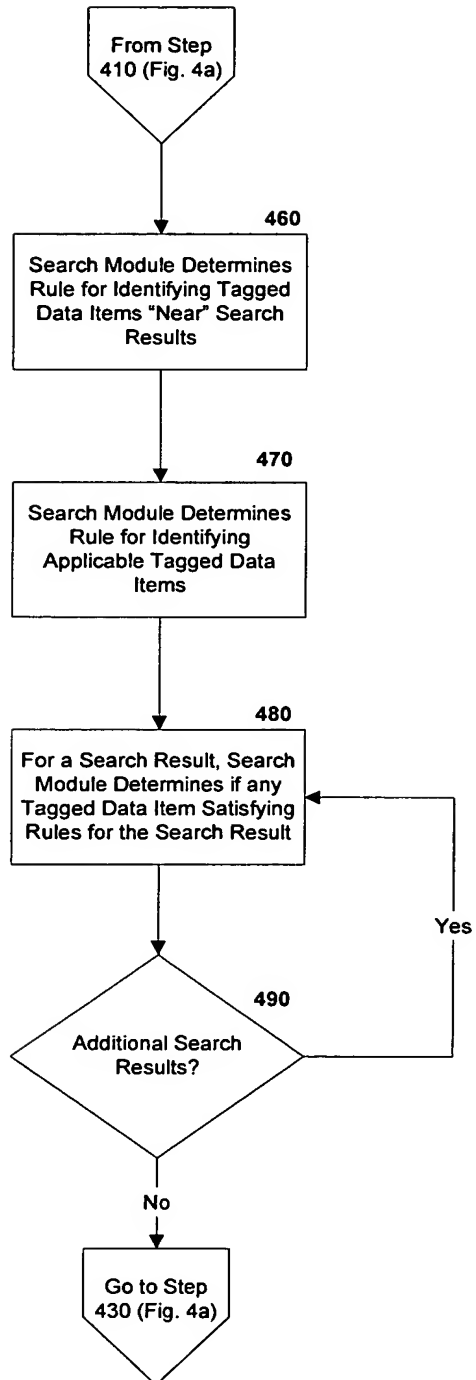 From Step
410 (Fig. 4a)
460
Search Module Determines
Rule for Identifying Tagged
Data Items "Near" Search
Results
470
Search Module Determines
Rule for Identifying
Applicable Tagged Data
Items
480
For a Search Result, Search
Module Determines if any
Tagged Data Item Satisfying
Rules for the Search Result
Yes
490
Additional Search
Results?
No
Go to Step
430 (Fig. 4a)